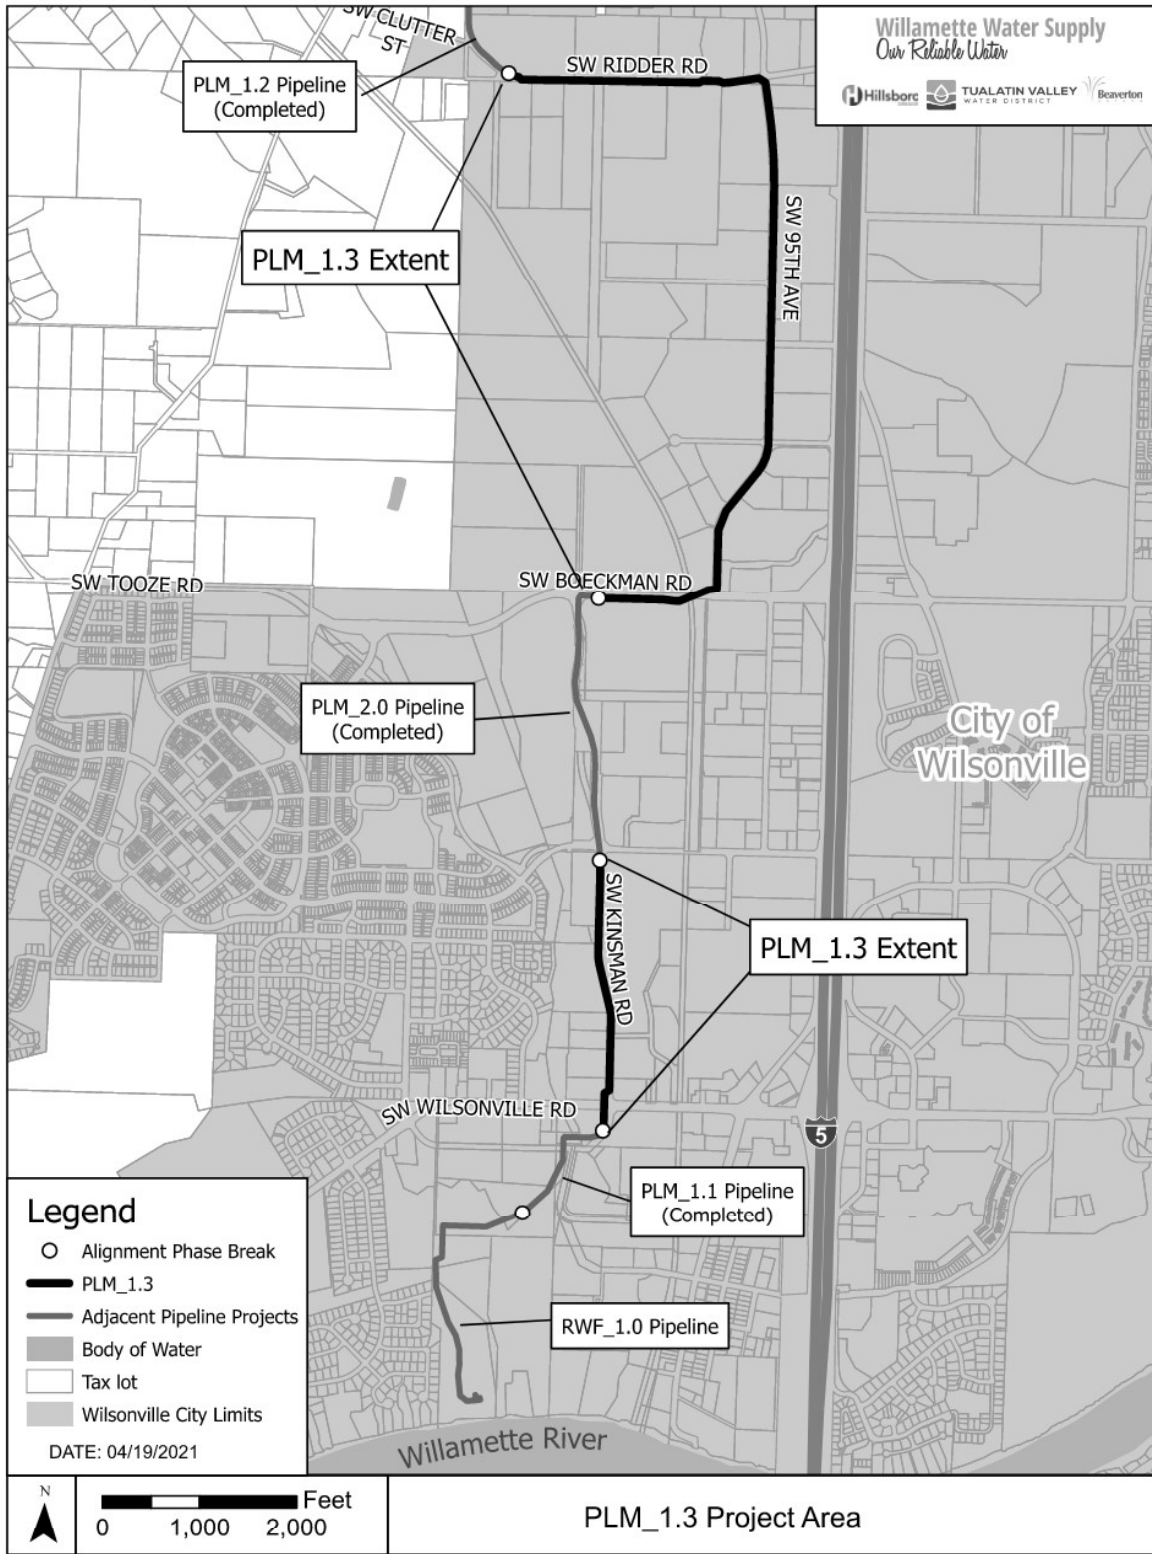 SW CLUTTER
ST
Willamette Water Supply
Our Reliable Water
Hillsboro
TUALATIN VALLEY
WATER DISTRICT
Beaverton
SW RIDDER RD
PLM_1.2 Pipeline
(Completed)
PLM_1.3 Extent
SW 95TH AVE
SW TOOZE RD
SW BOECKMAN RD
PLM_2.0 Pipeline
(Completed)
City of
Wilsonville
SW KINSMAN RD
PLM_1.3 Extent
SW WILSONVILLE RD
5
PLM_1.1 Pipeline
(Completed)
RWF_1.0 Pipeline
Willamette River
Legend
Alignment Phase Break
PLM_1.3
Adjacent Pipeline Projects
Body of Water
Tax lot
Wilsonville City Limits
DATE: 04/19/2021
N
Feet
0 1,000 2,000
PLM_1.3 Project Area